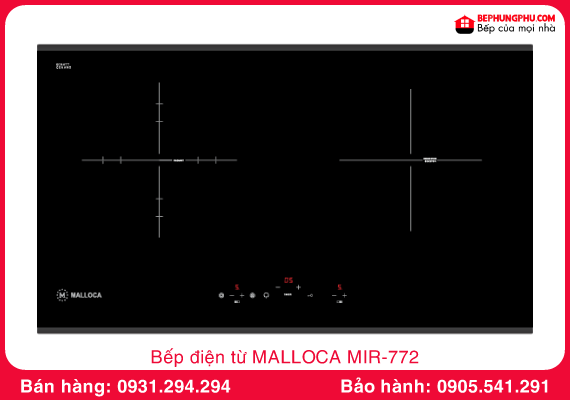 BEPHUNGPHU.COM
Bếp của mọi nhà
M MALLOCA
5
05
5
Bếp điện từ MALLOCA MIR-772
Bán hàng: 0931.294.294
Bảo hành: 0905.541.291